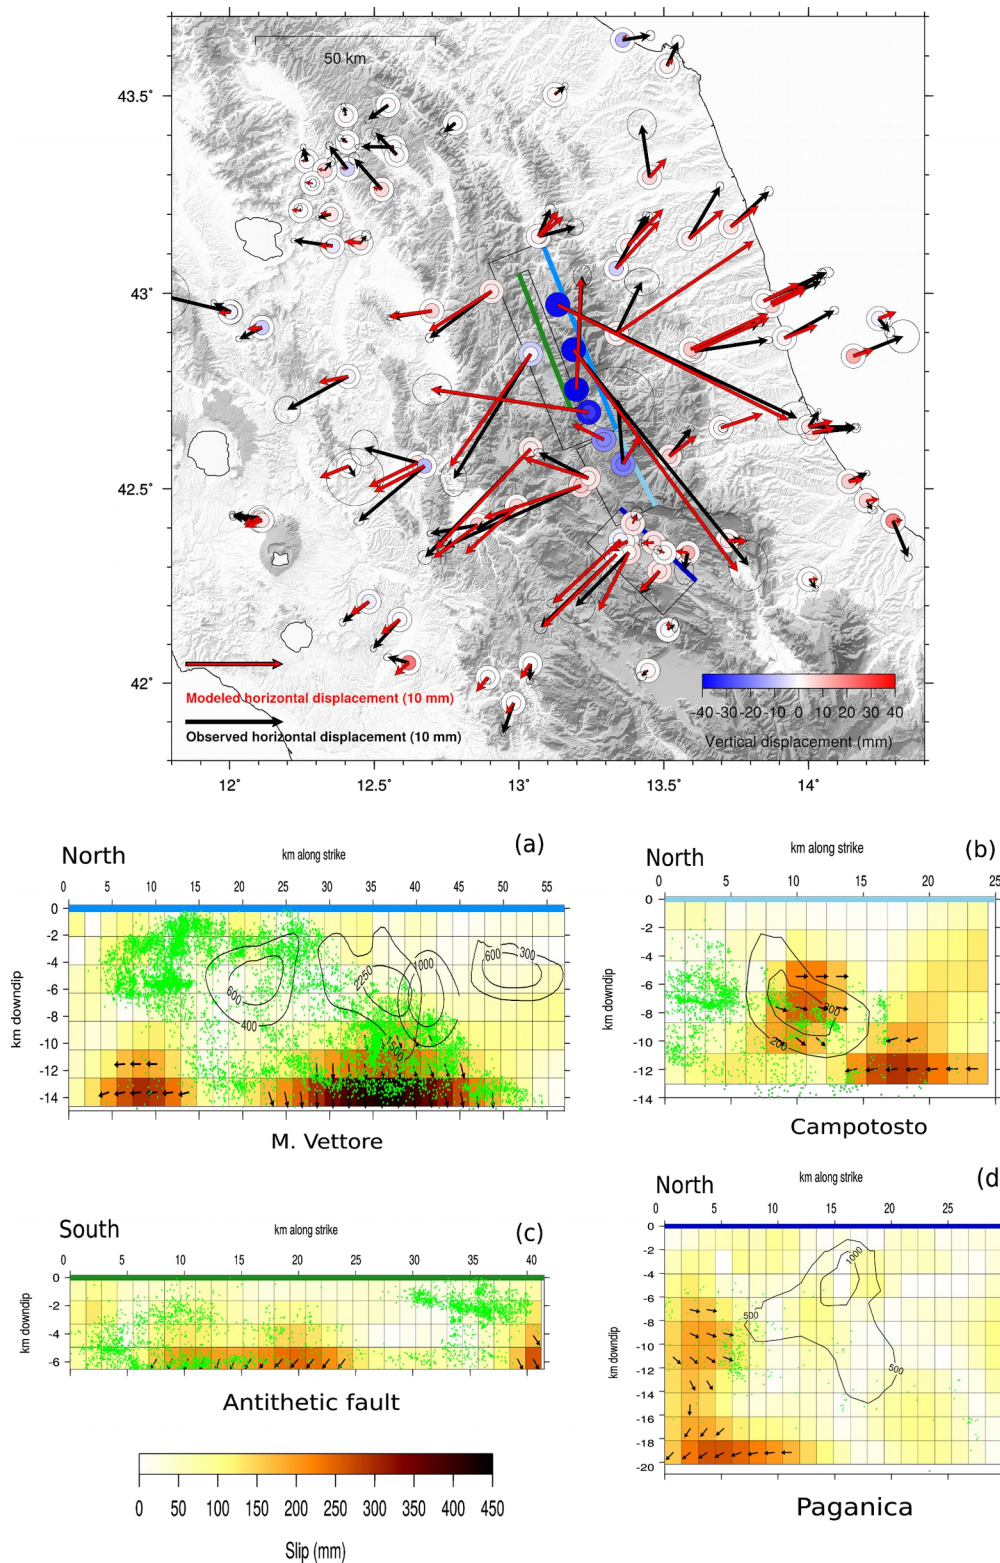 50 km
43.5˚
43˚
42.5˚
42˚
Modeled horizontal displacement (10 mm)
Observed horizontal displacement (10 mm)
-40 -30 -20 -10 0 10 20 30 40
Vertical displacement (mm)
12˚ 12.5˚ 13˚ 13.5˚ 14˚
North km along strike (a)
0 5 10 15 20 25 30 35 40 45 50 55
0
-2
-4
-6
-8
-10
-12
-14
km downdip
600
400
2250
1000
1500
600
300
M. Vettore
North km along strike (b)
0 5 10 15 20 25
0
-2
-4
-6
-8
-10
-12
-14
km downdip
300
200
Campotosto
South km along strike (c)
0 5 10 15 20 25 30 35 40
0
-2
-4
-6
km downdip
Antithetic fault
0 50 100 150 200 250 300 350 400 450
Slip (mm)
North km along strike (d
0 5 10 15 20 25
0
-2
-4
-6
-8
-10
-12
-14
-16
-18
-20
km downdip
1000
500
500
Paganica